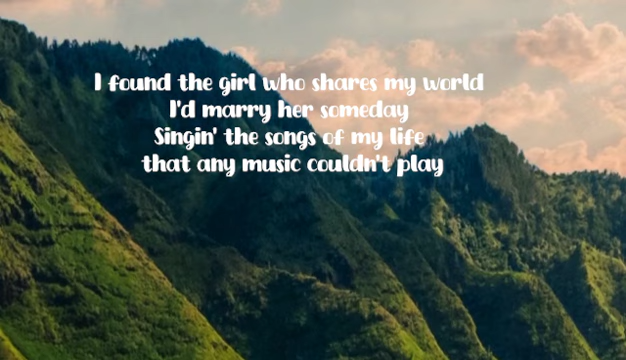 I found the girl who shares my world
I'd marry her someday
Singin' the songs of my life
that any music couldn't play